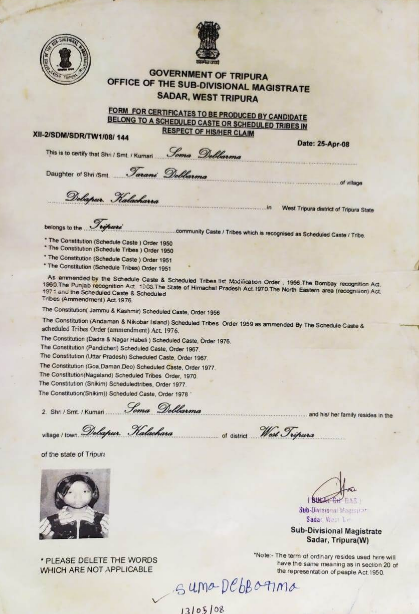 GOVERNMENT OF TRIPURA
OFFICE OF THE SUB-DIVISIONAL MAGISTRATE
SADAR, WEST TRIPURA
FORM FOR CERTIFICATES TO BE PRODUCED BY CANDIDATE
BELONG TO A SCHEDULED CASTE OR SCHEDULED TRIBES IN
RESPECT OF HIS/HER CLAIM
XII-2/SDM/SDR/TW1/08/ 144
Date: 25-Apr-08
This is to certify that Shri / Smt. / Kumari Soma Debbarma
Daughter of Shri /Smt. Tarani Debbarma of village
Debapur Kalachara in West Tripura district of Tripura State
belongs to the Tripuri community Caste / Tribes which is recognised as Scheduled Caste / Tribe.
* The Constitution (Schedule Caste ) Order 1950
* The Constitution (Schedule Tribes ) Order 1950
* The Constitution (Schedule Caste ) Order 1951
* The Constitution (Schedule Tribes) Order 1951
As ammended by the Schedule Caste & Scheduled Tribes list Modification Order , 1956.The Bombay recognition Act.
1960.The Punjab recognition Act The State of Himachal Pradesh Act.1970.The North Eastern area (recognision) Act.
1971.and the Scheduled Caste & Scheduled
Tribes (Ammendment) Act.1976.
The Constitution( Jammu & Kashmir) Scheduled Caste, Order 1956
The Constitution (Andaman & Nikobar Island) Scheduled Tribes Order 1959 as ammended By The Schedule Caste &
scheduled Tribes Order (ammendment) Act. 1976.
The Constitution (Dadra & Nagar Habeli ) Scheduled Caste, Order 1976.
The Constitution (Pandicheri) Scheduled Caste, Order 1967.
The Constitution (Uttar Pradesh) Scheduled Caste, Order 1967.
The Constitution (Goa,Daman,Deo) Scheduled Caste, Order 1977.
The Constitution(Nagaland) Scheduled Tribes Order, 1970.
The Constitution (Shikim) Scheduledtribes, Order 1977.
The Constitution(Shikim)) Scheduled Caste, Order 1978
2. Shri / Smt. / Kumari Soma Debbarma and his/her family resides in the
village / town Debapur Kalachara of district West Tripura
of the state of Tripura
Sub-Divisional Magistrate
Sub-Divisional Magistrate
Sadar, Tripura(W)
* PLEASE DELETE THE WORDS
WHICH ARE NOT APPLICABLE
*Note:- The term of ordinary resides used here will
have the same meaning as in section 20 of
the representation of people Act 1950.
Suma Debbarma
13/05/08